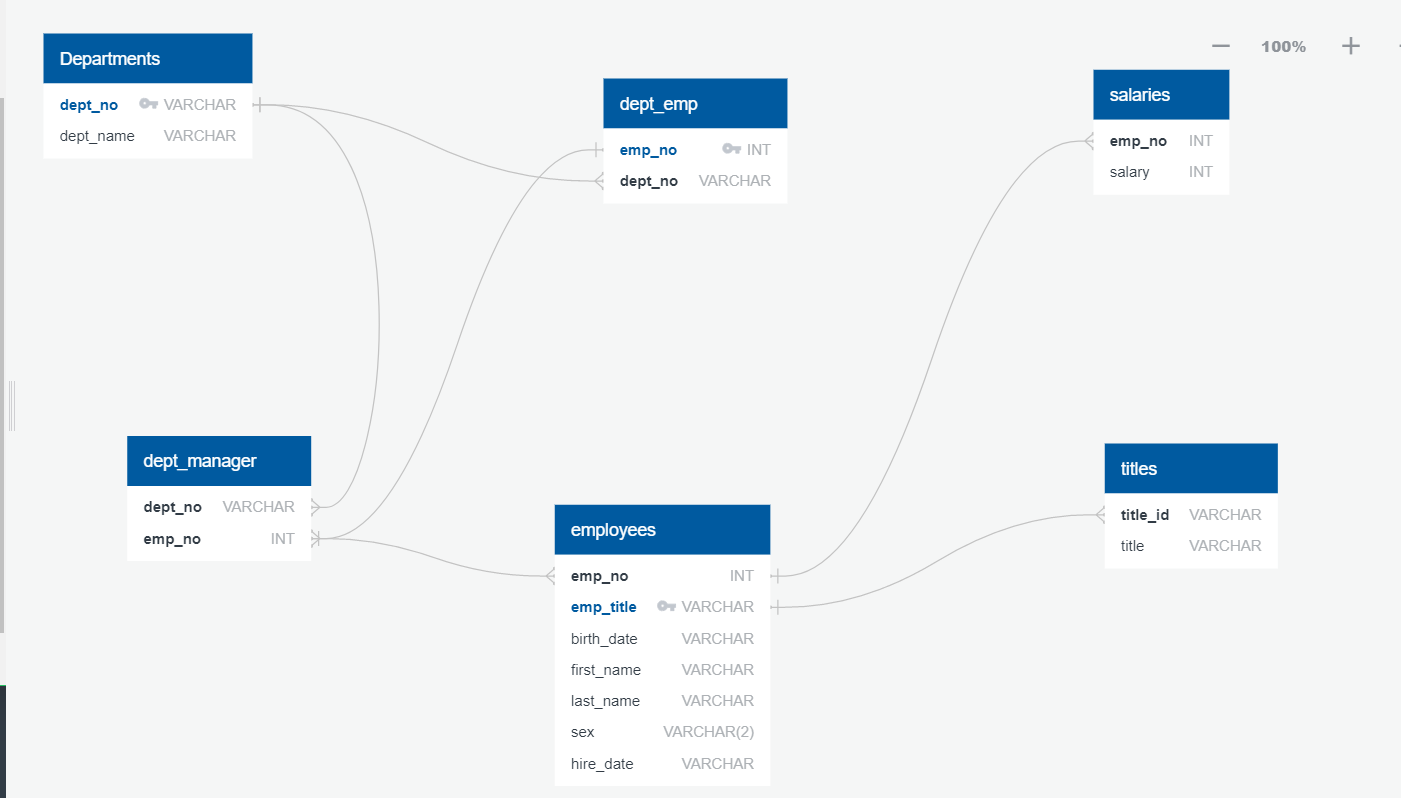 100%
Departments
dept_no VARCHAR
dept_name VARCHAR
dept_emp
emp_no INT
dept_no VARCHAR
salaries
emp_no INT
salary INT
dept_manager
dept_no VARCHAR
emp_no INT
employees
emp_no INT
emp_title VARCHAR
birth_date VARCHAR
first_name VARCHAR
last_name VARCHAR
sex VARCHAR(2)
hire_date VARCHAR
titles
title_id VARCHAR
title VARCHAR